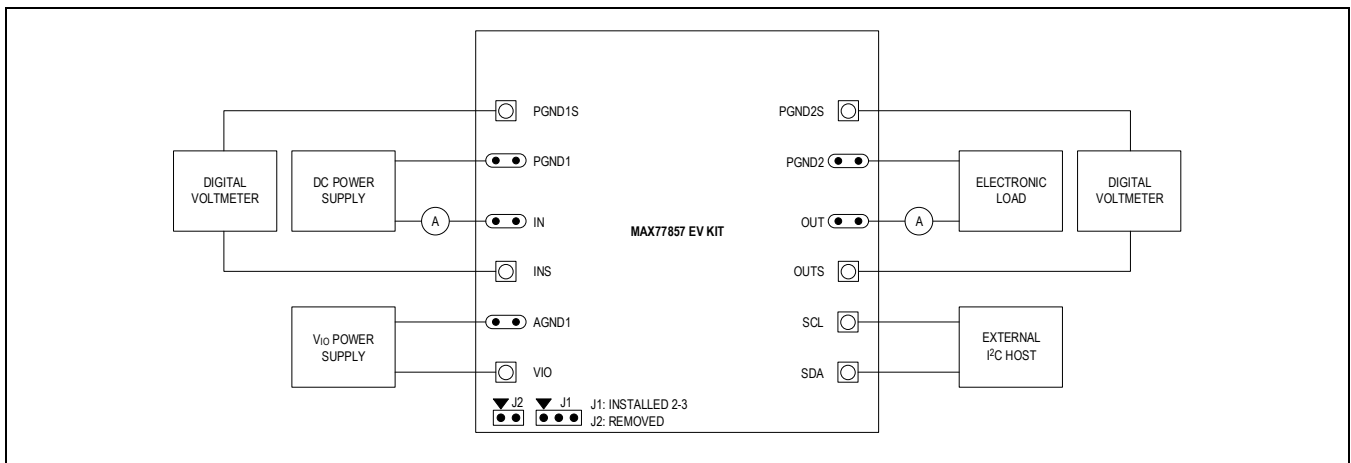 PGND1S
PGND2S
PGND1
PGND2
DIGITAL
VOLTMETER
DC POWER
SUPPLY
ELECTRONIC
LOAD
DIGITAL
VOLTMETER
A
IN
MAX77857 EV KIT
OUT
A
INS
OUTS
AGND1
SCL
VIO POWER
SUPPLY
EXTERNAL
I²C HOST
VIO
SDA
J2
J1
J1: INSTALLED 2-3
J2: REMOVED